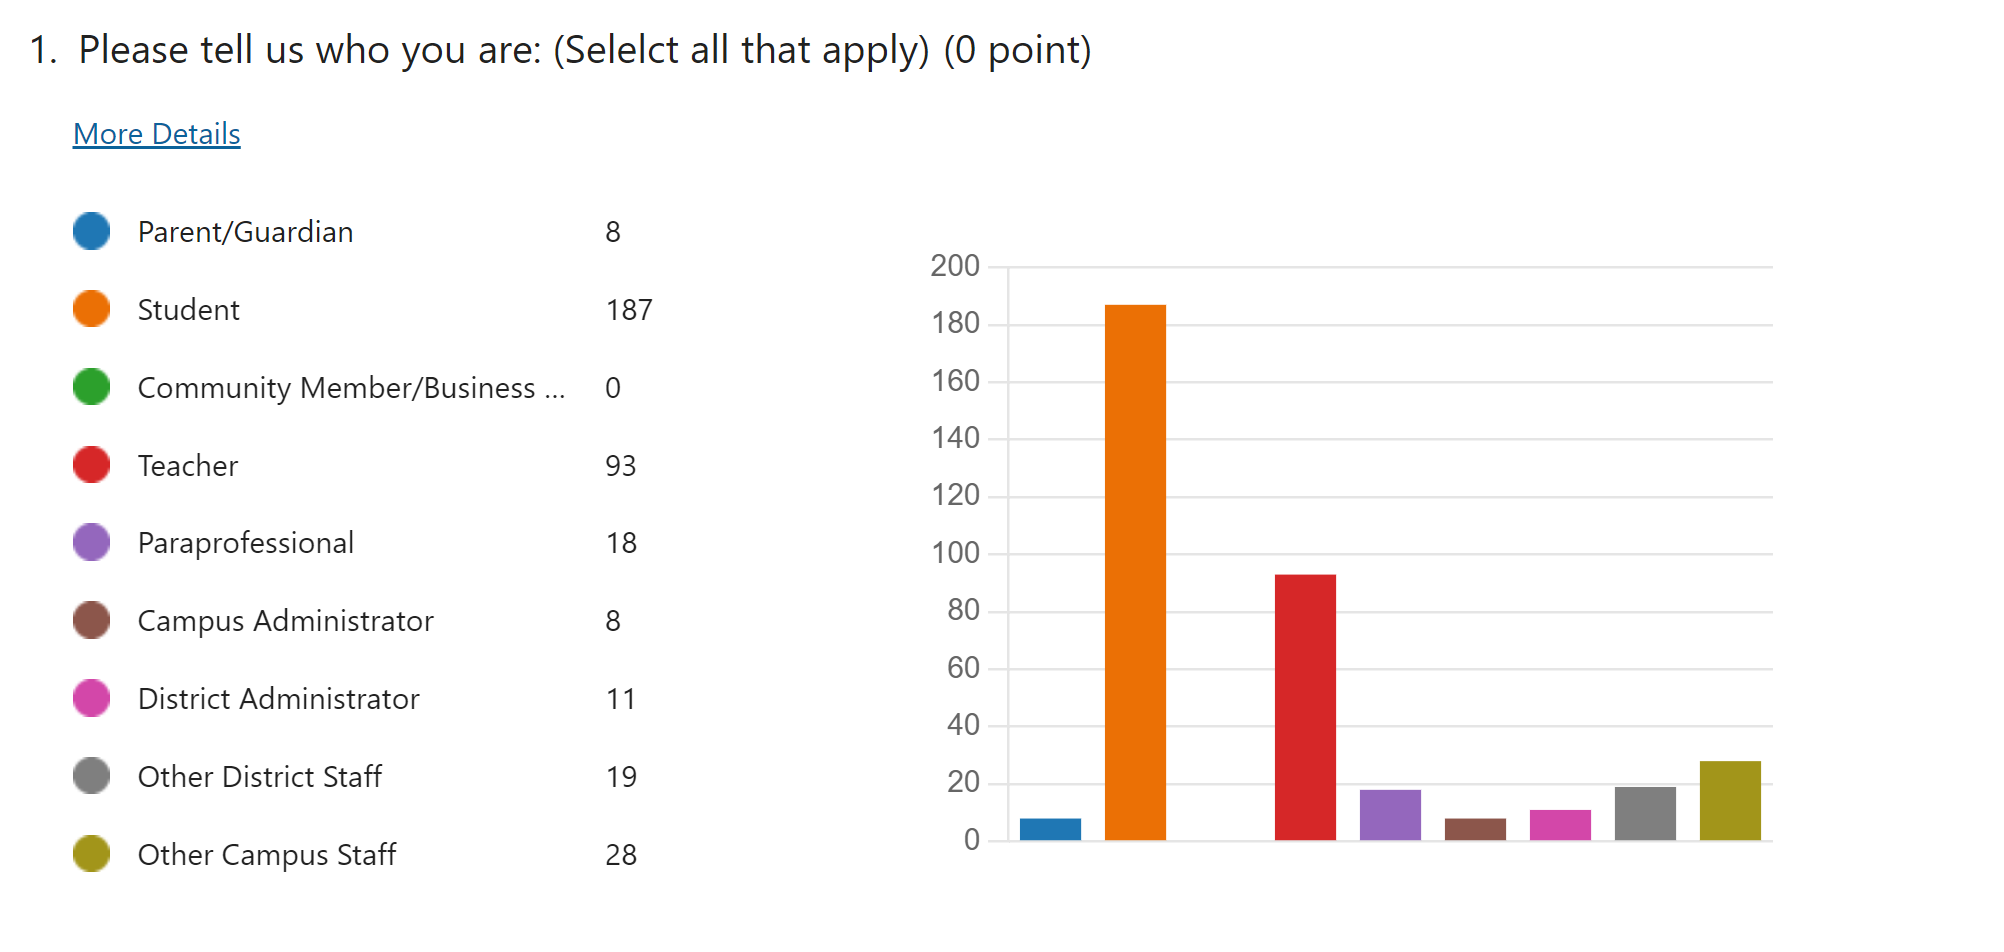 1. Please tell us who you are: (Selelct all that apply) (0 point)
More Details
Parent/Guardian 8
Student 187
Community Member/Business ... 0
Teacher 93
Paraprofessional 18
Campus Administrator 8
District Administrator 11
Other District Staff 19
Other Campus Staff 28
200
180
160
140
120
100
80
60
40
20
0